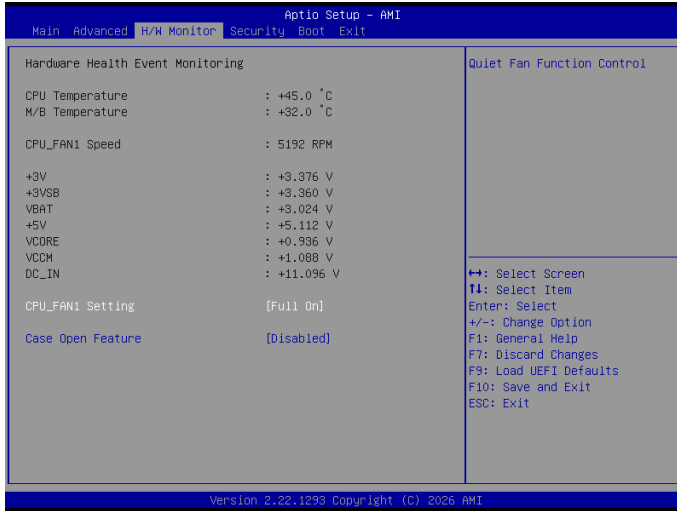 Aptio Setup – AMI
Main Advanced H/W Monitor Security Boot Exit
Hardware Health Event Monitoring
CPU Temperature : +45.0 °C
M/B Temperature : +32.0 °C
CPU_FAN1 Speed : 5192 RPM
+3V : +3.376 V
+3VSB : +3.360 V
VBAT : +3.024 V
+5V : +5.112 V
VCORE : +0.936 V
VCCM : +1.088 V
DC_IN : +11.096 V
CPU_FAN1 Setting [Full On]
Case Open Feature [Disabled]
Quiet Fan Function Control
↔: Select Screen
↑↓: Select Item
Enter: Select
+/-: Change Option
F1: General Help
F7: Discard Changes
F9: Load UEFI Defaults
F10: Save and Exit
ESC: Exit
Version 2.22.1293 Copyright (C) 2026 AMI